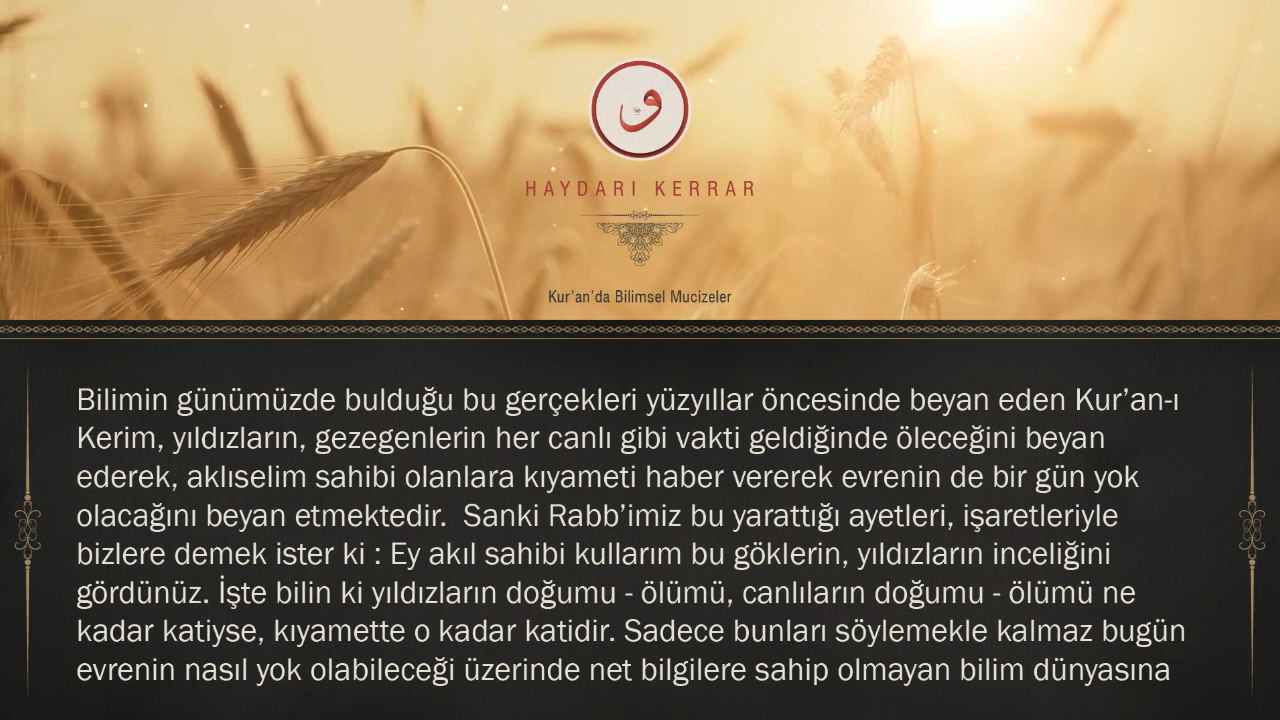 و
HAYDARI KERRAR
Kur'an'da Bilimsel Mucizeler
Bilimin günümüzde bulduğu bu gerçekleri yüzyıllar öncesinde beyan eden Kur’an-ı
Kerim, yıldızların, gezegenlerin her canlı gibi vakti geldiğinde öleceğini beyan
ederek, aklıselim sahibi olanlara kıyameti haber vererek evrenin de bir gün yok
olacağını beyan etmektedir.  Sanki Rabb’imiz bu yarattığı ayetleri, işaretleriyle
bizlere demek ister ki : Ey akıl sahibi kullarım bu göklerin, yıldızların inceliğini
gördünüz. İşte bilin ki yıldızların doğumu - ölümü, canlıların doğumu - ölümü ne
kadar katiyse, kıyamette o kadar katidir. Sadece bunları söylemekle kalmaz bugün
evrenin nasıl yok olabileceği üzerinde net bilgilere sahip olmayan bilim dünyasına